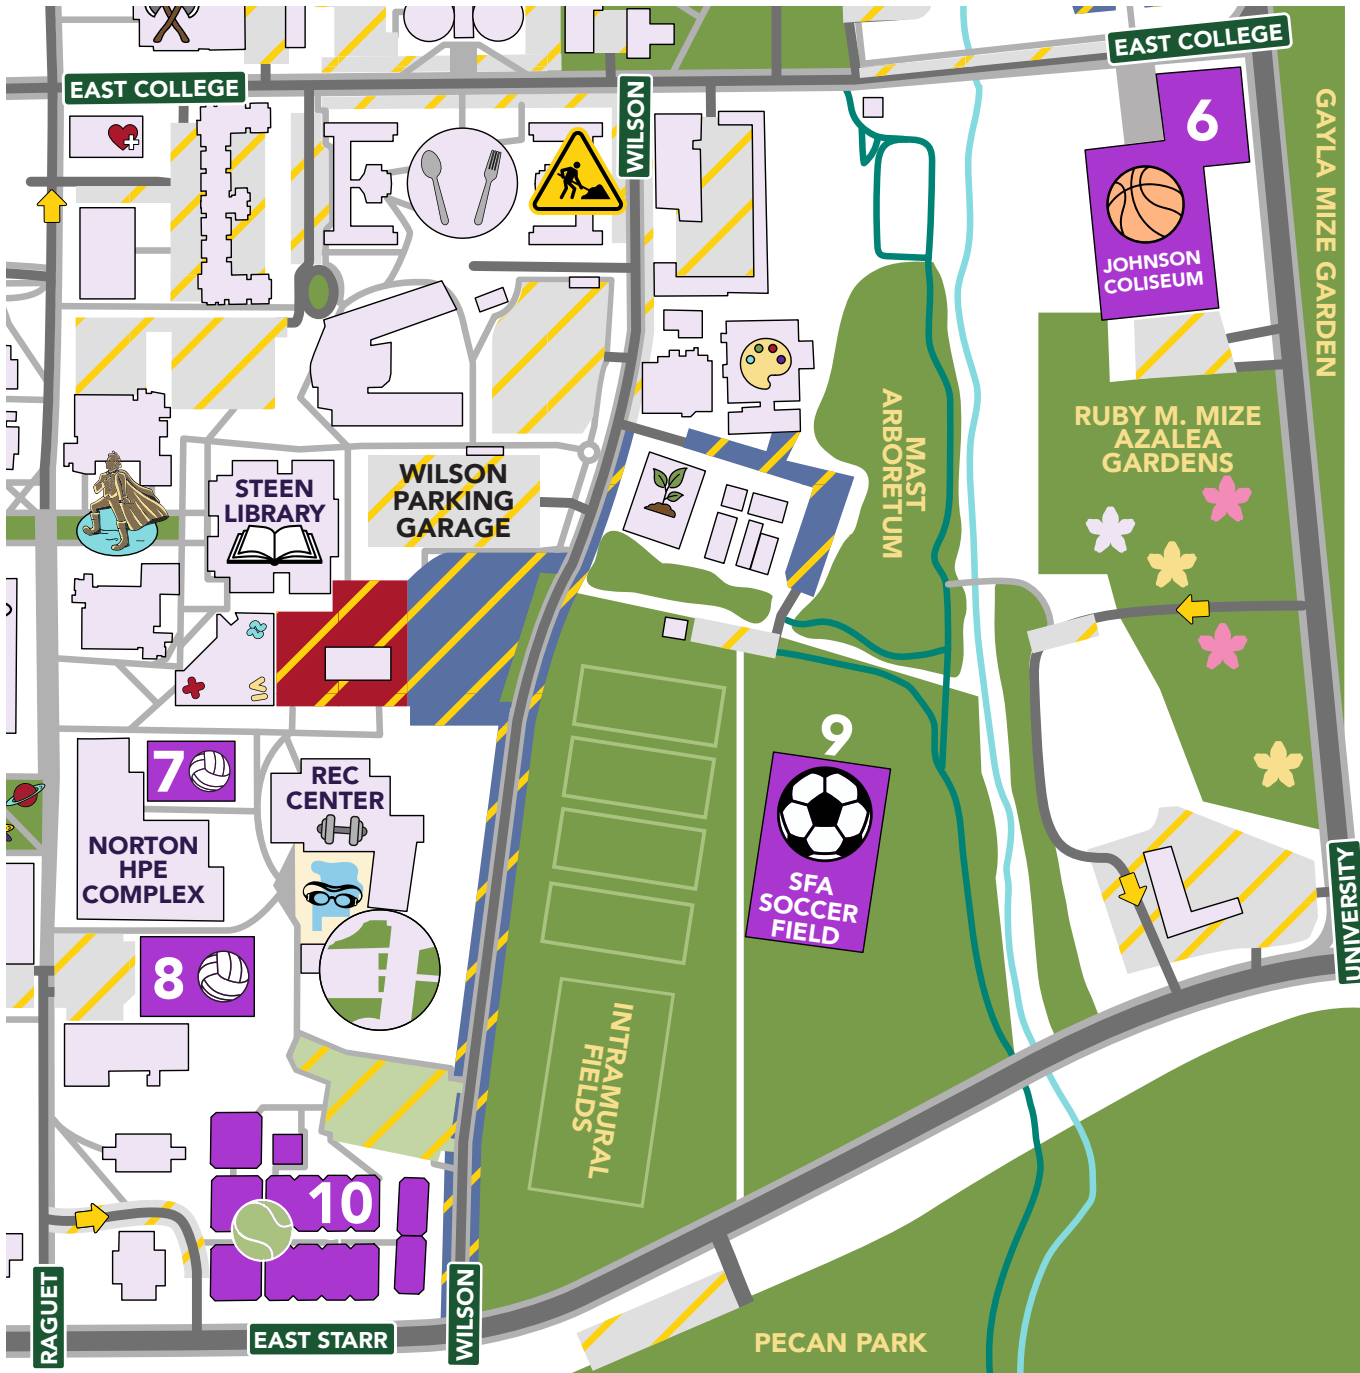 EAST COLLEGE
EAST COLLEGE
WILSON
6
JOHNSON
COLISEUM
GAYLA MIZE GARDEN
RUBY M. MIZE
AZALEA
GARDENS
MAST
ARBORETUM
WILSON
PARKING
GARAGE
STEEN
LIBRARY
7
REC
CENTER
NORTON
HPE
COMPLEX
8
9
SFA
SOCCER
FIELD
UNIVERSITY
INTRAMURAL
FIELDS
10
RAGUET
WILSON
EAST STARR
PECAN PARK